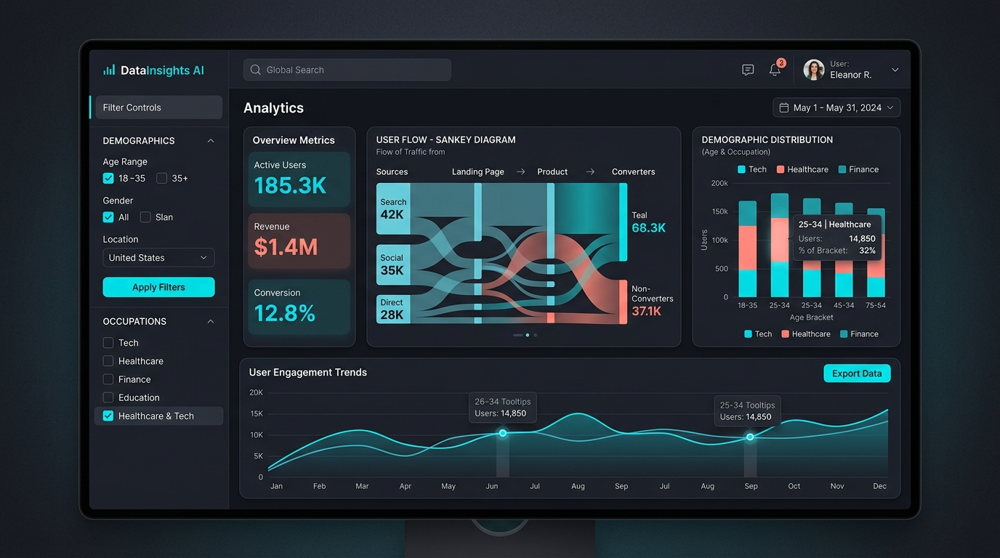 DataInsights AI
Global Search
3
User:
Eleanor R.
Filter Controls
DEMOGRAPHICS
Age Range
18 –35
35+
Gender
All
Slan
Location
United States
Apply Filters
OCCUPATIONS
Tech
Healthcare
Finance
Education
Healthcare & Tech
Analytics
May 1 - May 31, 2024
Overview Metrics
Active Users
185.3K
Revenue
$1.4M
Conversion
12.8%
USER FLOW - SANKEY DIAGRAM
Flow of Traffic from
Sources
Landing Page → Product → Converters
Search
42K
Social
35K
Direct
28K
Teal
68.3K
Non-
Converters
37.1K
DEMOGRAPHIC DISTRIBUTION
(Age & Occupation)
Tech Healthcare Finance
200k
150k
100k
500
0
Users
25-34 | Healthcare
Users: 14,850
% of Bracket: 32%
18-35 25-34 25-34 45-54 75-54
Age Bracket
Tech Healthcare Finance
User Engagement Trends
Export Data
20K
15K
10K
5K
0
26–34 Tooltips
Users: 14,850
25-34 Tooltips
Users: 14,850
Jan Feb Mar Apr May Jun Jul Aug Sep Jul Aug Sep Oct Nov Dec